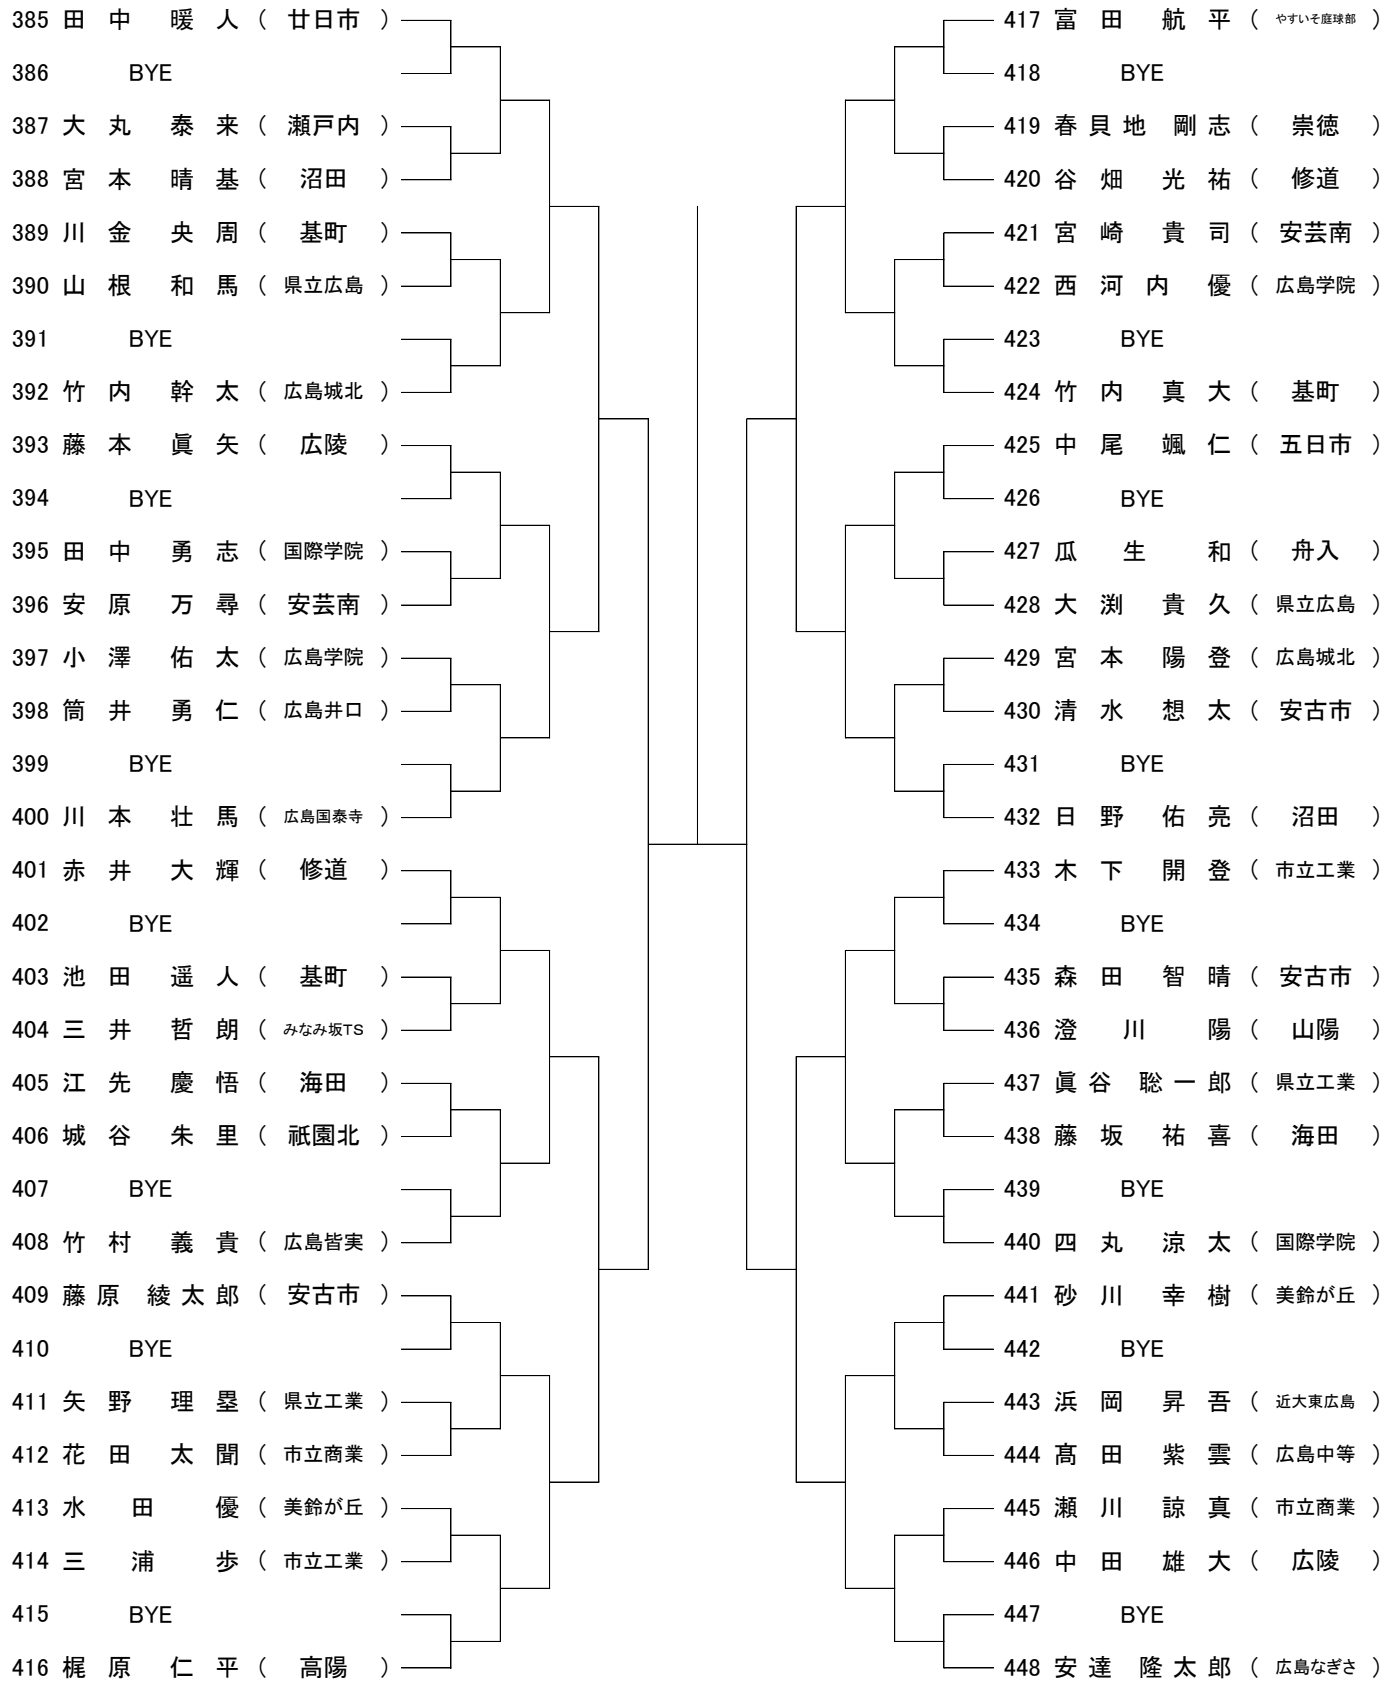 385 田中 暖人 ( 廿日市 )
386 BYE
387 大丸 泰来 ( 瀬戸内 )
388 宮本 晴基 ( 沼田 )
389 川金 央周 ( 基町 )
390 山根 和馬 ( 県立広島 )
391 BYE
392 竹内 幹太 ( 広島城北 )
393 藤本 眞矢 ( 広陵 )
394 BYE
395 田中 勇志 ( 国際学院 )
396 安原 万尋 ( 安芸南 )
397 小澤 佑太 ( 広島学院 )
398 筒井 勇仁 ( 広島井口 )
399 BYE
400 川本 壮馬 ( 広島国泰寺 )
401 赤井 大輝 ( 修道 )
402 BYE
403 池田 遥人 ( 基町 )
404 三井 哲朗 ( みなみ坂TS )
405 江先 慶悟 ( 海田 )
406 城谷 朱里 ( 祇園北 )
407 BYE
408 竹村 義貴 ( 広島皆実 )
409 藤原 綾太郎 ( 安古市 )
410 BYE
411 矢野 理塁 ( 県立工業 )
412 花田 太聞 ( 市立商業 )
413 水田 優 ( 美鈴が丘 )
414 三浦 歩 ( 市立工業 )
415 BYE
416 梶原 仁平 ( 高陽 )
417 富田 航平 ( やすいそ庭球部 )
418 BYE
419 春貝地 剛志 ( 崇徳 )
420 谷畑 光祐 ( 修道 )
421 宮崎 貴司 ( 安芸南 )
422 西河内 優 ( 広島学院 )
423 BYE
424 竹内 真大 ( 基町 )
425 中尾 颯仁 ( 五日市 )
426 BYE
427 瓜生 和 ( 舟入 )
428 大渕 貴久 ( 県立広島 )
429 宮本 陽登 ( 広島城北 )
430 清水 想太 ( 安古市 )
431 BYE
432 日野 佑亮 ( 沼田 )
433 木下 開登 ( 市立工業 )
434 BYE
435 森田 智晴 ( 安古市 )
436 澄川 陽 ( 山陽 )
437 眞谷 聡一郎 ( 県立工業 )
438 藤坂 祐喜 ( 海田 )
439 BYE
440 四丸 涼太 ( 国際学院 )
441 砂川 幸樹 ( 美鈴が丘 )
442 BYE
443 浜岡 昇吾 ( 近大東広島 )
444 髙田 紫雲 ( 広島中等 )
445 瀬川 諒真 ( 市立商業 )
446 中田 雄大 ( 広陵 )
447 BYE
448 安達 隆太郎 ( 広島なぎさ )